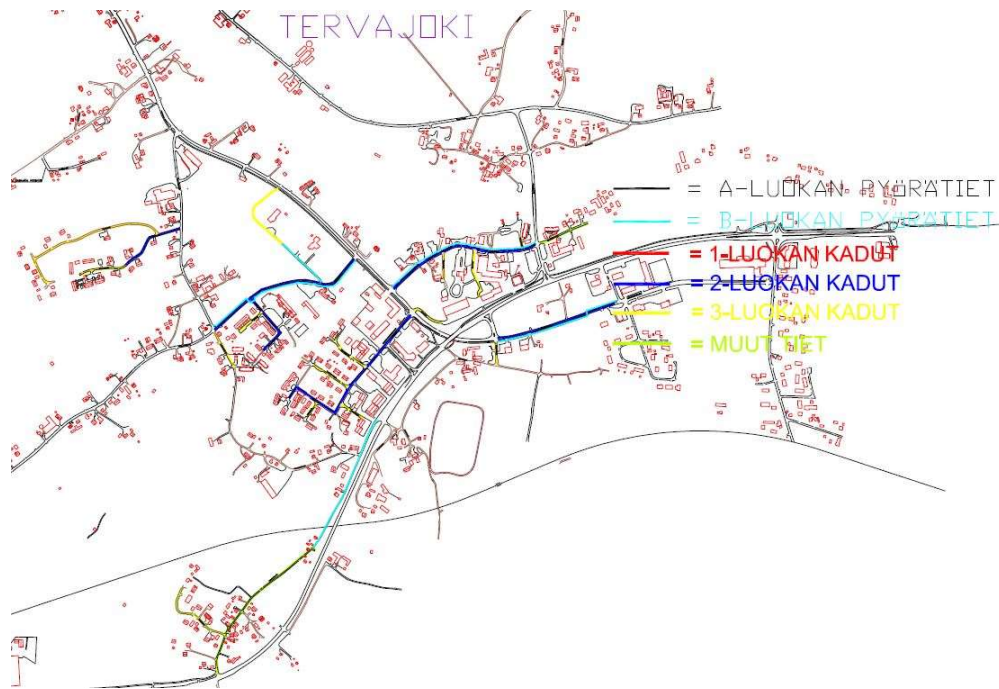 TERVAJOKI
= A-LUOKAN PYÖRÄTIET
= B-LUOKAN PYÖRÄTIET
= 1-LUOKAN KADUT
= 2-LUOKAN KADUT
= 3-LUOKAN KADUT
= MUUT TIET